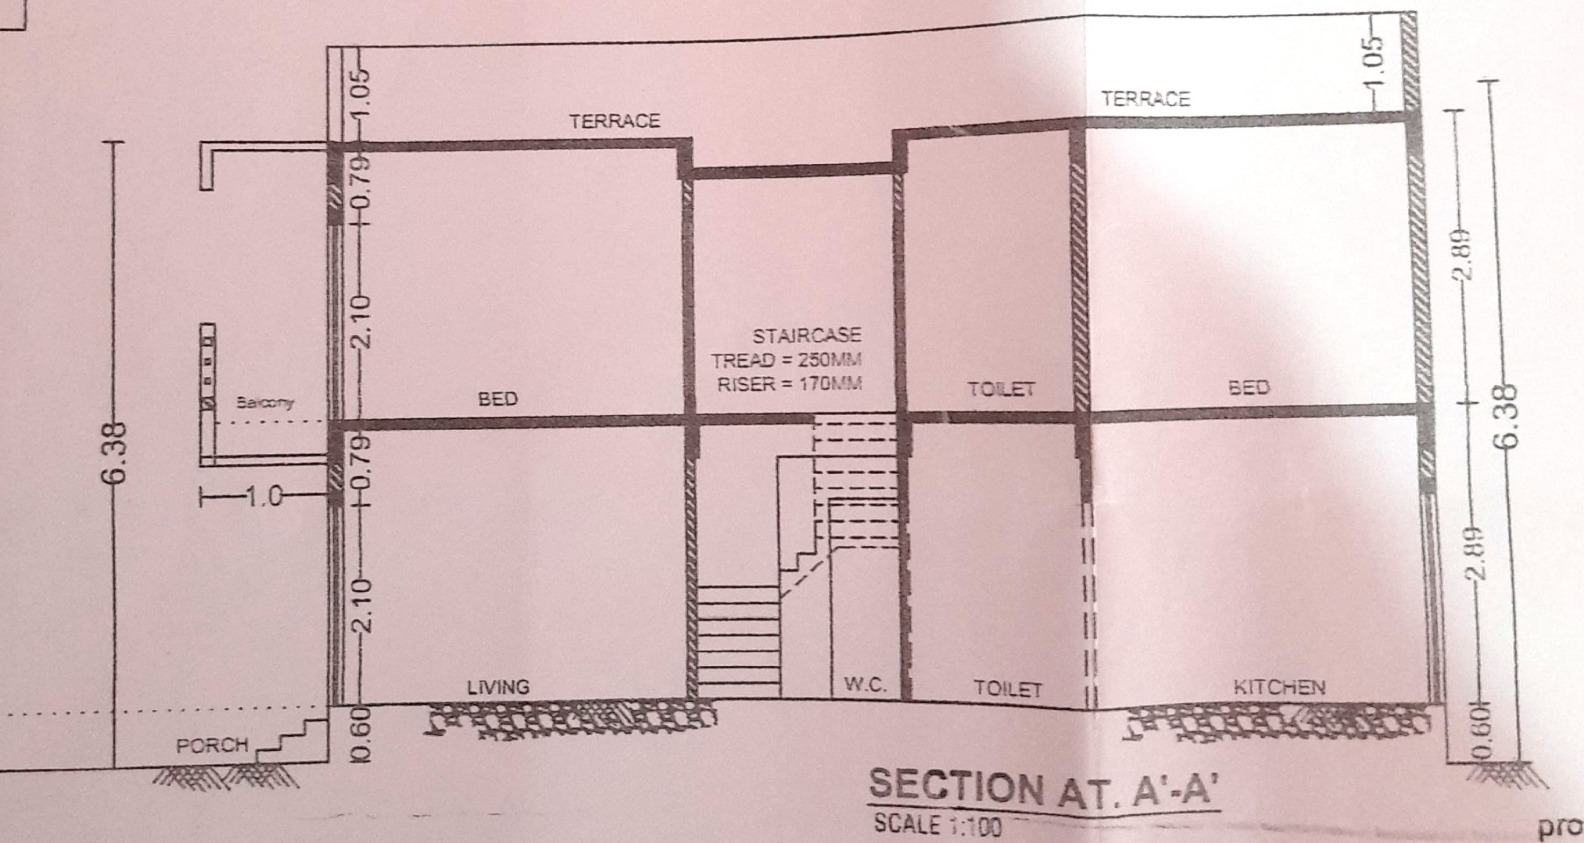 1.05
1.05
TERRACE
TERRACE
0.79
2.89
2.10
STAIRCASE
TREAD = 250MM
RISER = 170MM
BED
TOILET
BED
Balcony
6.38
6.38
0.79
1.0
2.89
2.10
LIVING
W.C.
TOILET
KITCHEN
0.60
0.60
PORCH
SECTION AT. A'-A'
SCALE 1:100
pro